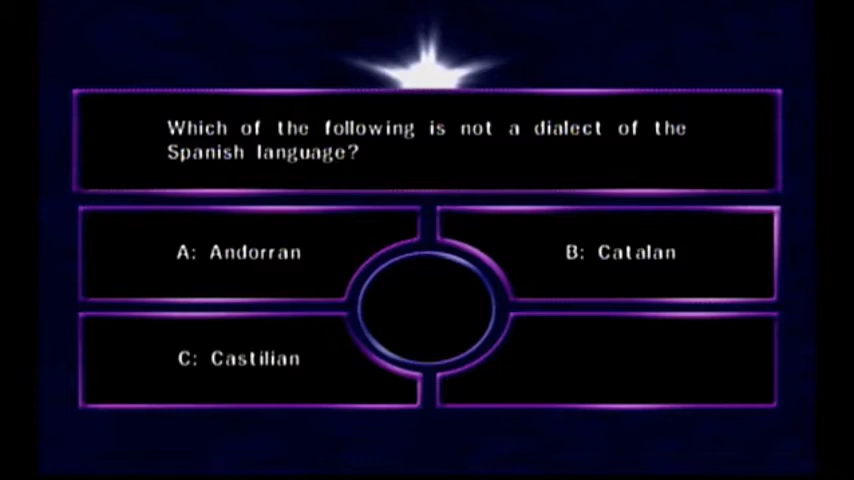 Which of the following is not a dialect of the
Spanish language?
A: Andorran
B: Catalan
C: Castilian